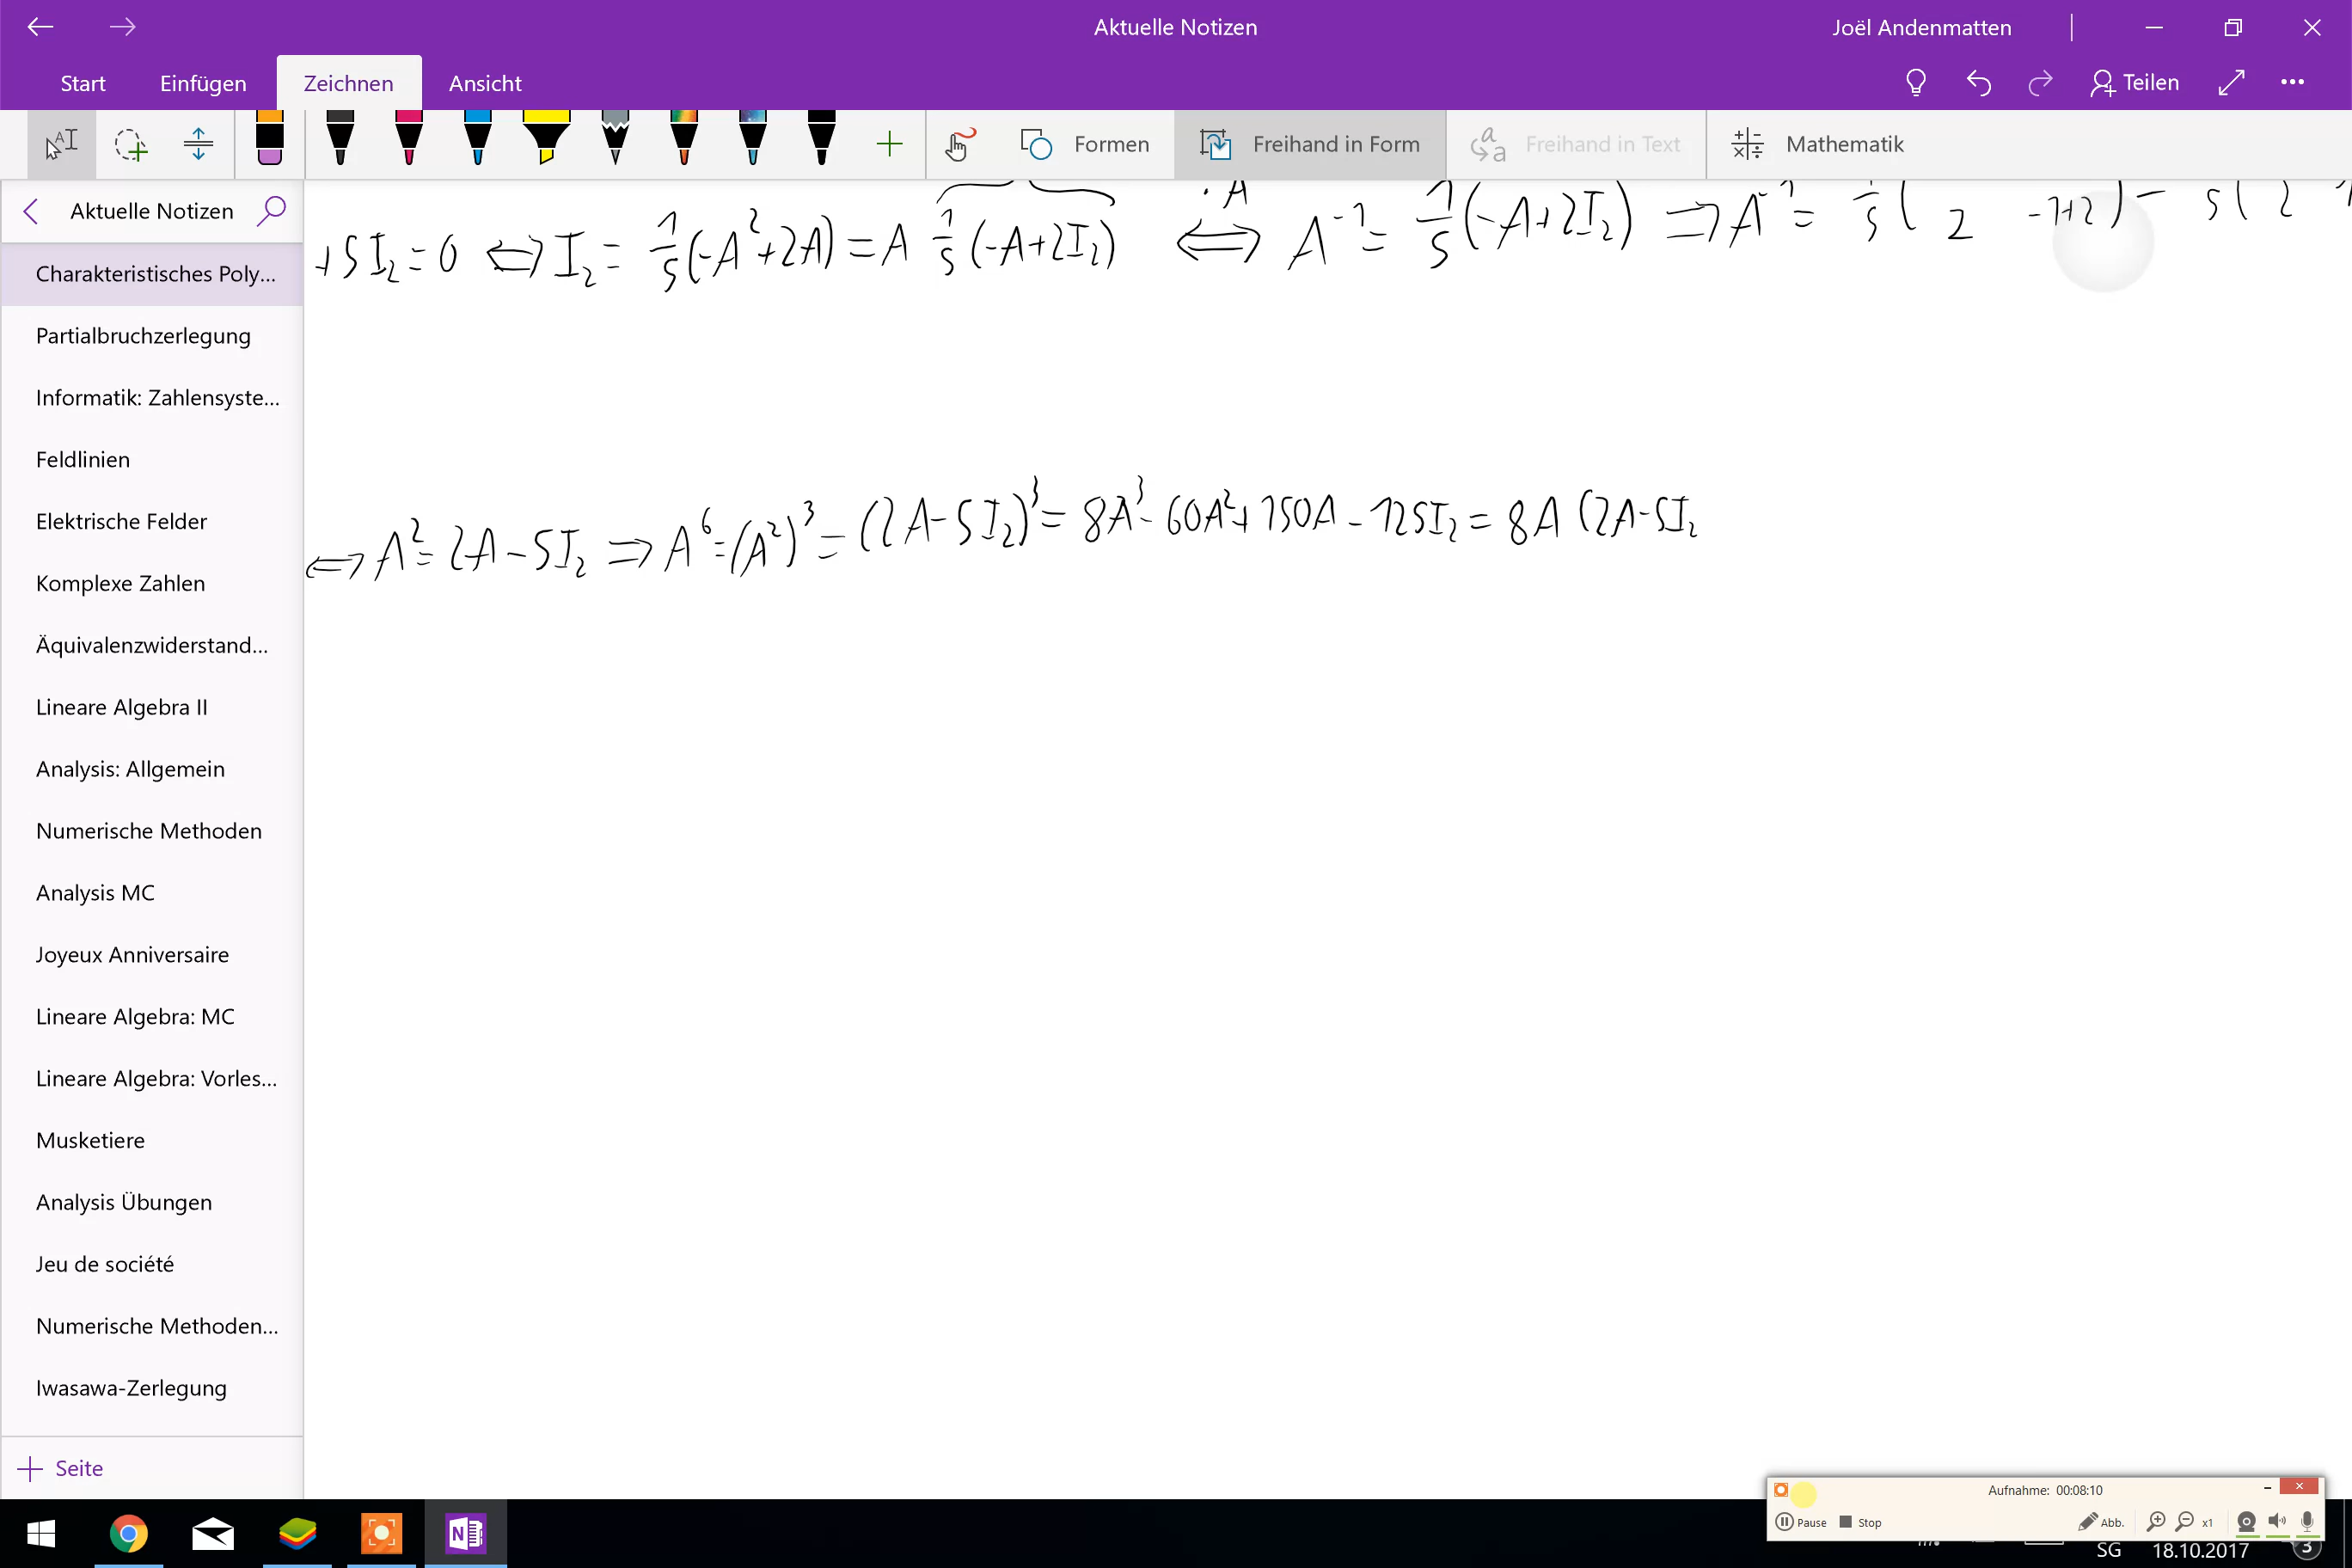 Aktuelle Notizen
Joël Andenmatten
Start
Einfügen
Zeichnen
Ansicht
Teilen
Formen
Freihand in Form
Freihand in Text
Mathematik
Aktuelle Notizen
Charakteristisches Poly...
Partialbruchzerlegung
Informatik: Zahlensyste...
Feldlinien
Elektrische Felder
Komplexe Zahlen
Äquivalenzwiderstand...
Lineare Algebra II
Analysis: Allgemein
Numerische Methoden
Analysis MC
Joyeux Anniversaire
Lineare Algebra: MC
Lineare Algebra: Vorles...
Musketiere
Analysis Übungen
Jeu de société
Numerische Methoden...
Iwasawa-Zerlegung
Seite
· A
+5I₂ = 0 ⟺ I₂ = 1/5 (-A² + 2A) = A 1/5 (-A + 2I₂) ⟺ A⁻¹ = 1/5 (-A + 2I₂) ⟹ A⁻¹ = 1/5 ( 2 -1+2 ) =
⟺ A² = 2A - 5I₂ ⟹ A⁶ = (A²)³ = (2A - 5I₂)³ = 8A³ - 60A² + 150A - 125I₂ = 8A (2A - 5I₂
Aufnahme: 00:08:10
Pause
Stop
Abb.
x1
SG
18.10.2017
3